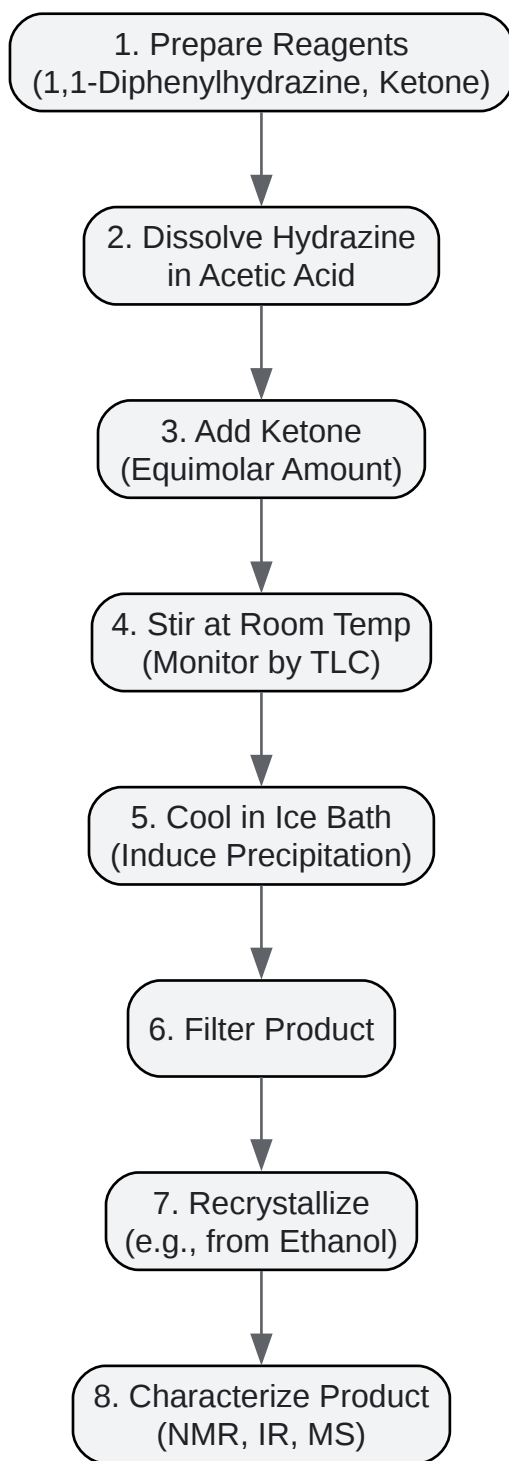 1. Prepare Reagents
(1,1-Diphenylhydrazine, Ketone)
2. Dissolve Hydrazine
in Acetic Acid
3. Add Ketone
(Equimolar Amount)
4. Stir at Room Temp
(Monitor by TLC)
5. Cool in Ice Bath
(Induce Precipitation)
6. Filter Product
7. Recrystallize
(e.g., from Ethanol)
8. Characterize Product
(NMR, IR, MS)